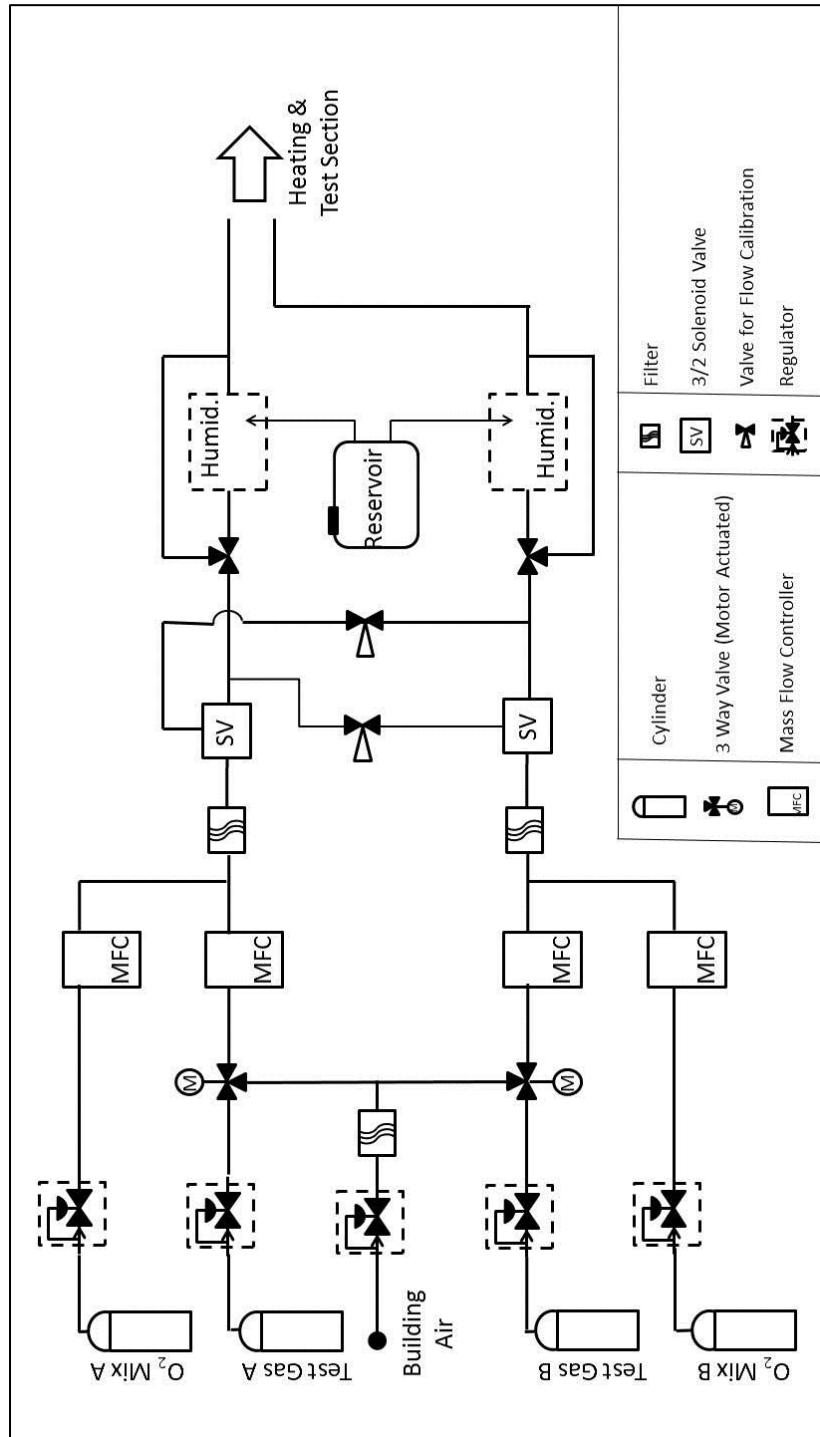 O₂ Mix A
Test Gas A
Building
Air
Test Gas B
O₂ Mix B
M
M
MFC
MFC
MFC
MFC
SV
SV
Reservoir
Humid.
Humid.
Heating &
Test Section
Cylinder
M
3 Way Valve (Motor Actuated)
MFC
Mass Flow Controller
Filter
SV
3/2 Solenoid Valve
Valve for Flow Calibration
Regulator